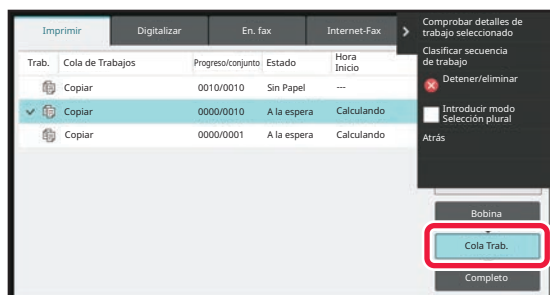 Imprimir Digitalizar En. fax Internet-Fax
Trab. Cola de Trabajos Progreso/conjunto Estado Hora
Inicio
Copiar 0010/0010 Sin Papel ---
Copiar 0000/0010 A la espera Calculando
Copiar 0000/0001 A la espera Calculando
Comprobar detalles de
trabajo seleccionado
Clasificar secuencia
de trabajo
Detener/eliminar
Introducir modo
Selección plural
Atrás
Bobina
Cola Trab.
Completo